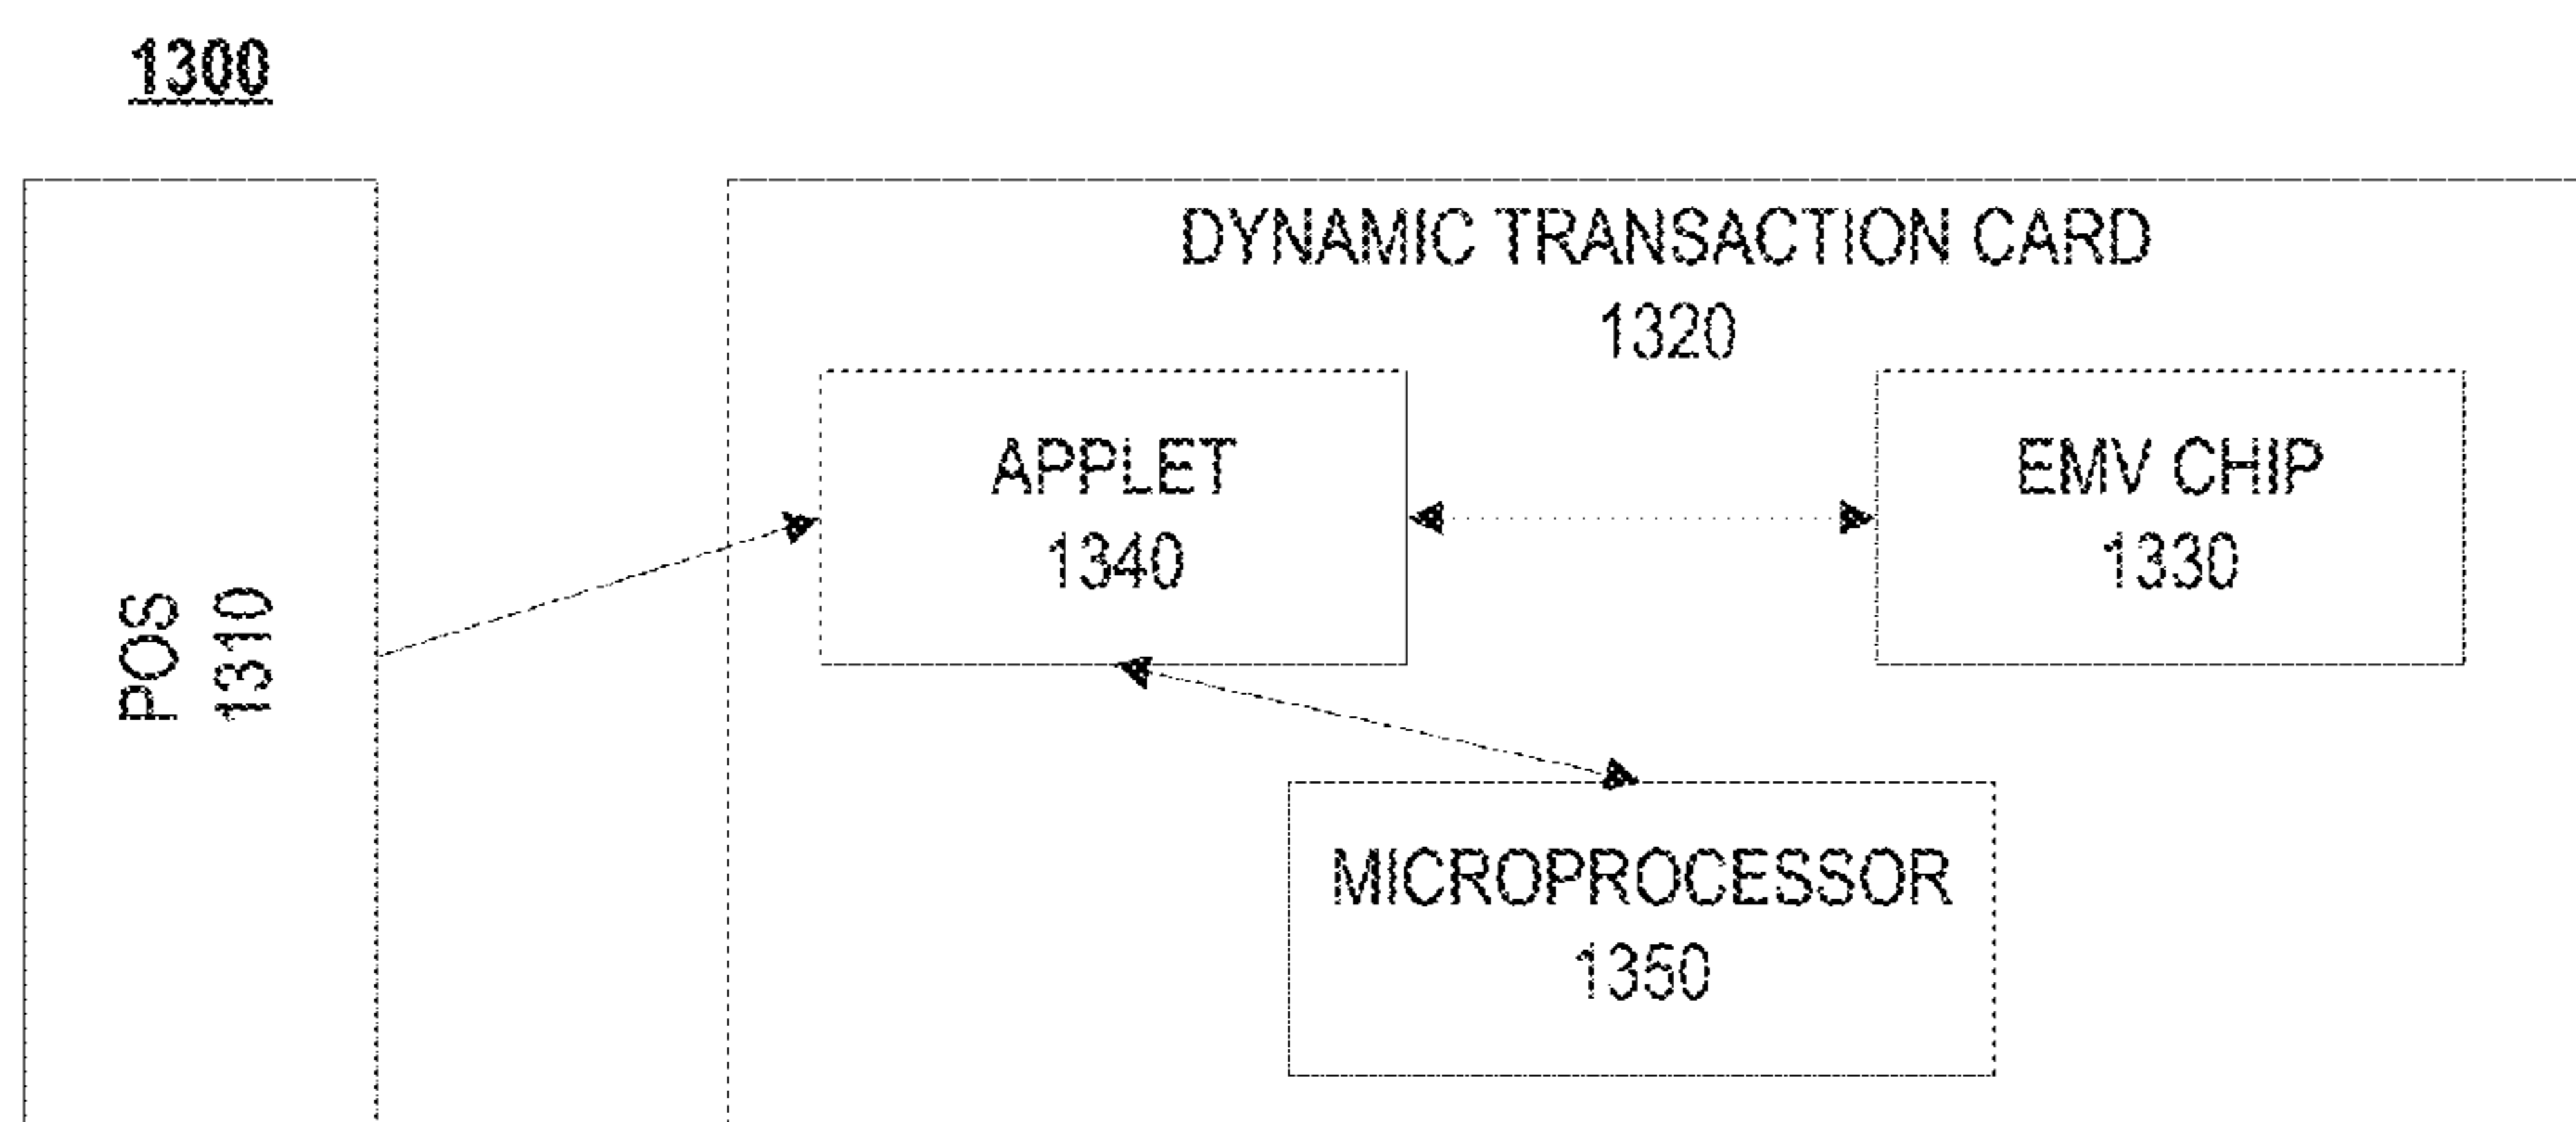 1300
DYNAMIC TRANSACTION CARD
1320
APPLET
1340
EMV CHIP
1330
POS
1310
MICROPROCESSOR
1350